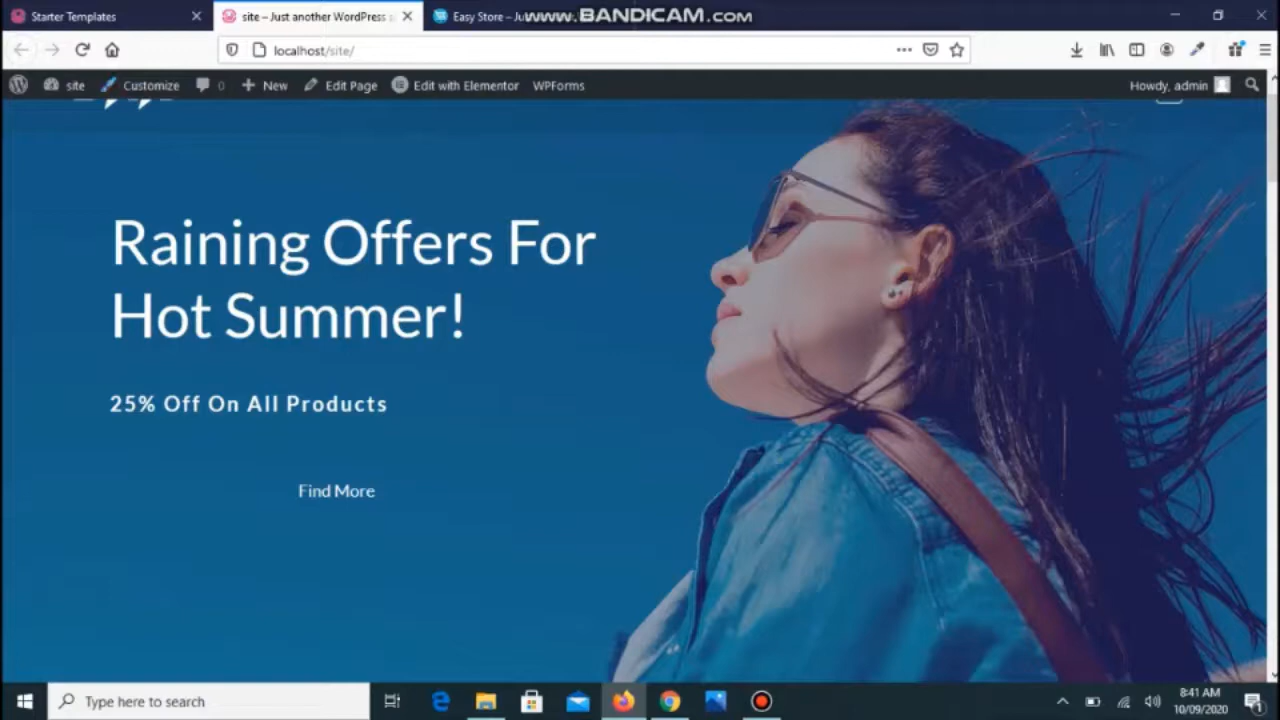 Starter Templates
site – Just another WordPress
Easy Store – Ju
www.BANDICAM.com
localhost/site/
site
Customize
0
New
Edit Page
Edit with Elementor
WPForms
Howdy, admin
Raining Offers For
Hot Summer!
25% Off On All Products
Find More
Type here to search
8:41 AM
10/09/2020
1